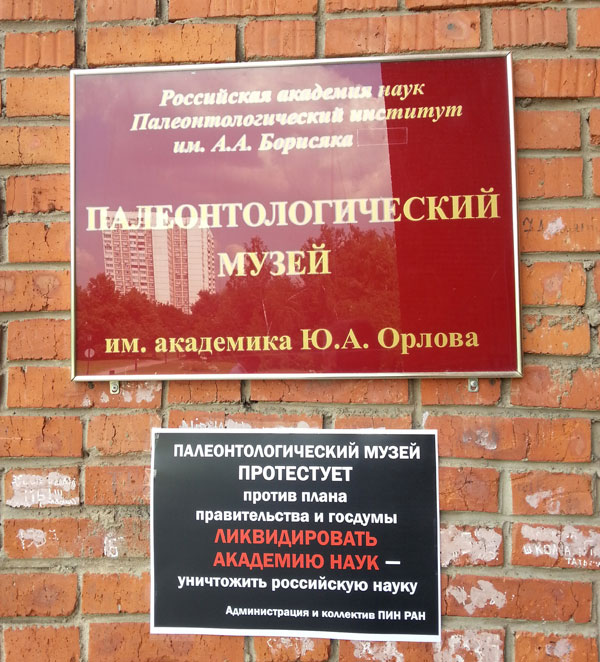 Российская академия наук
Палеонтологический институт
им. А.А. Борисяка
ПАЛЕОНТОЛОГИЧЕСКИЙ
МУЗЕЙ
им. академика Ю.А. Орлова
ПАЛЕОНТОЛОГИЧЕСКИЙ МУЗЕЙ
ПРОТЕСТУЕТ
против плана
правительства и госдумы
ЛИКВИДИРОВАТЬ
АКАДЕМИЮ НАУК —
уничтожить российскую науку
Администрация и коллектив ПИН РАН